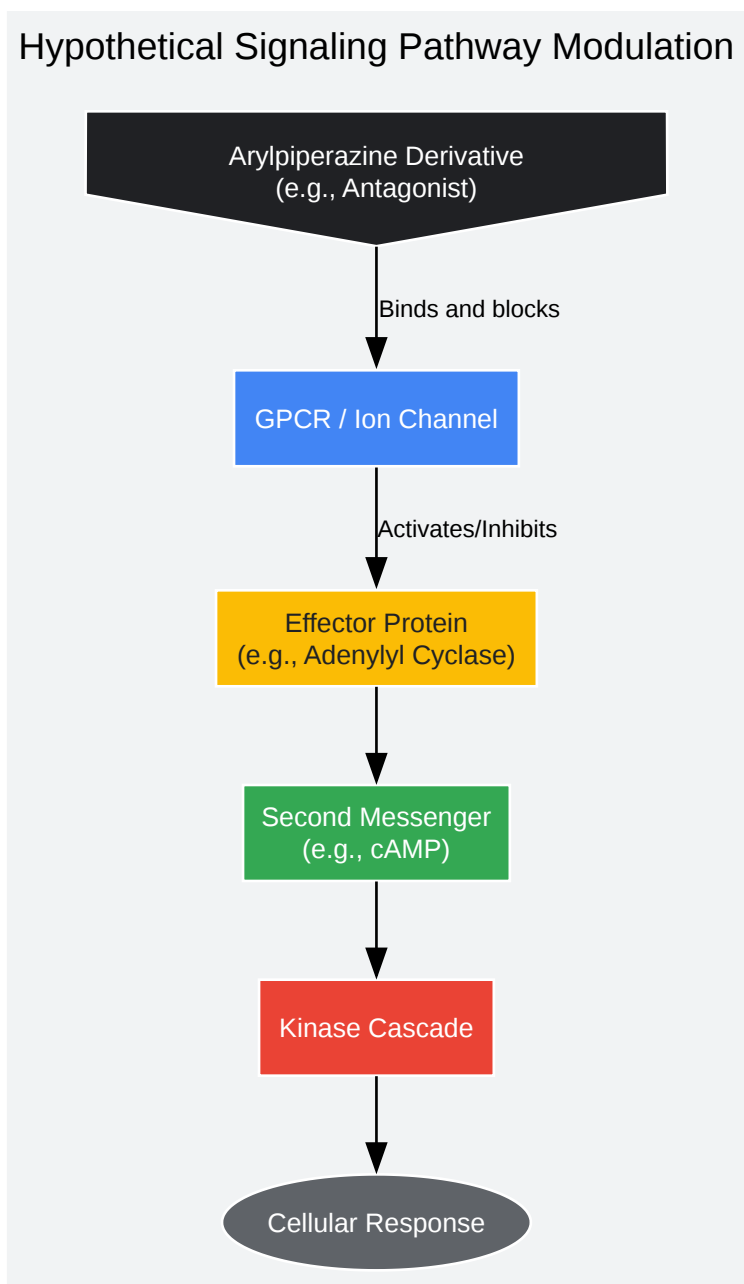 Hypothetical Signaling Pathway Modulation
Arylpiperazine Derivative
(e.g., Antagonist)
Binds and blocks
GPCR / Ion Channel
Activates/Inhibits
Effector Protein
(e.g., Adenylyl Cyclase)
Second Messenger
(e.g., cAMP)
Kinase Cascade
Cellular Response